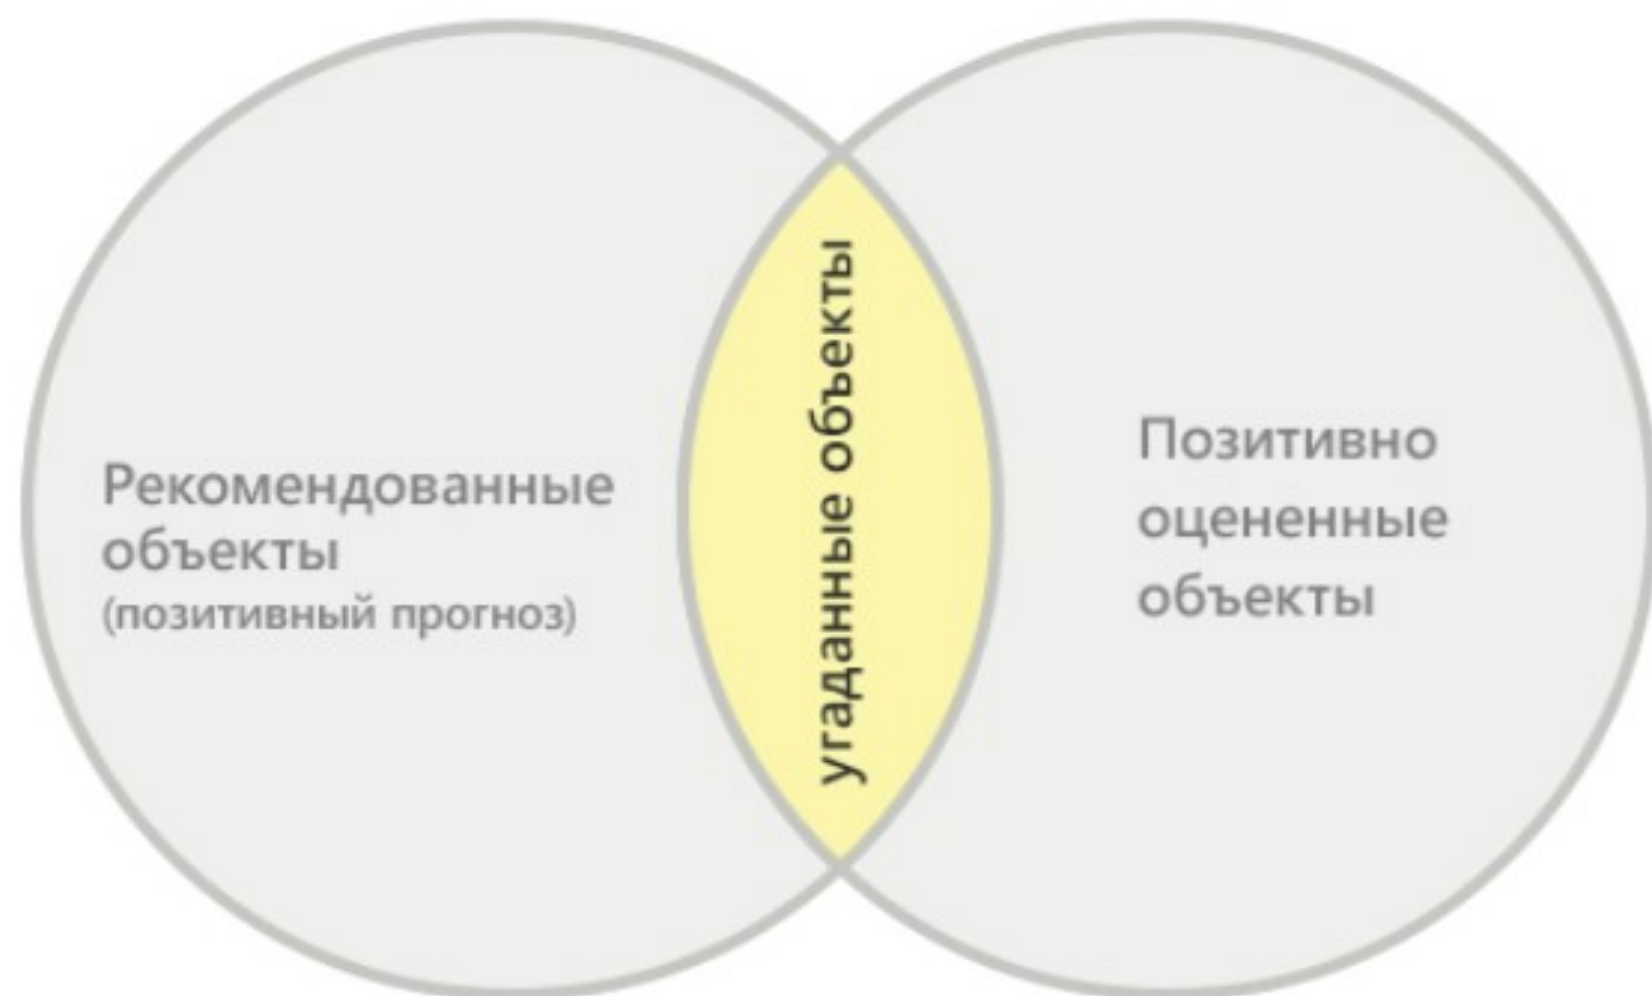 Рекомендованные
объекты
(позитивный прогноз)
угаданные объекты
Позитивно
оцененные
объекты